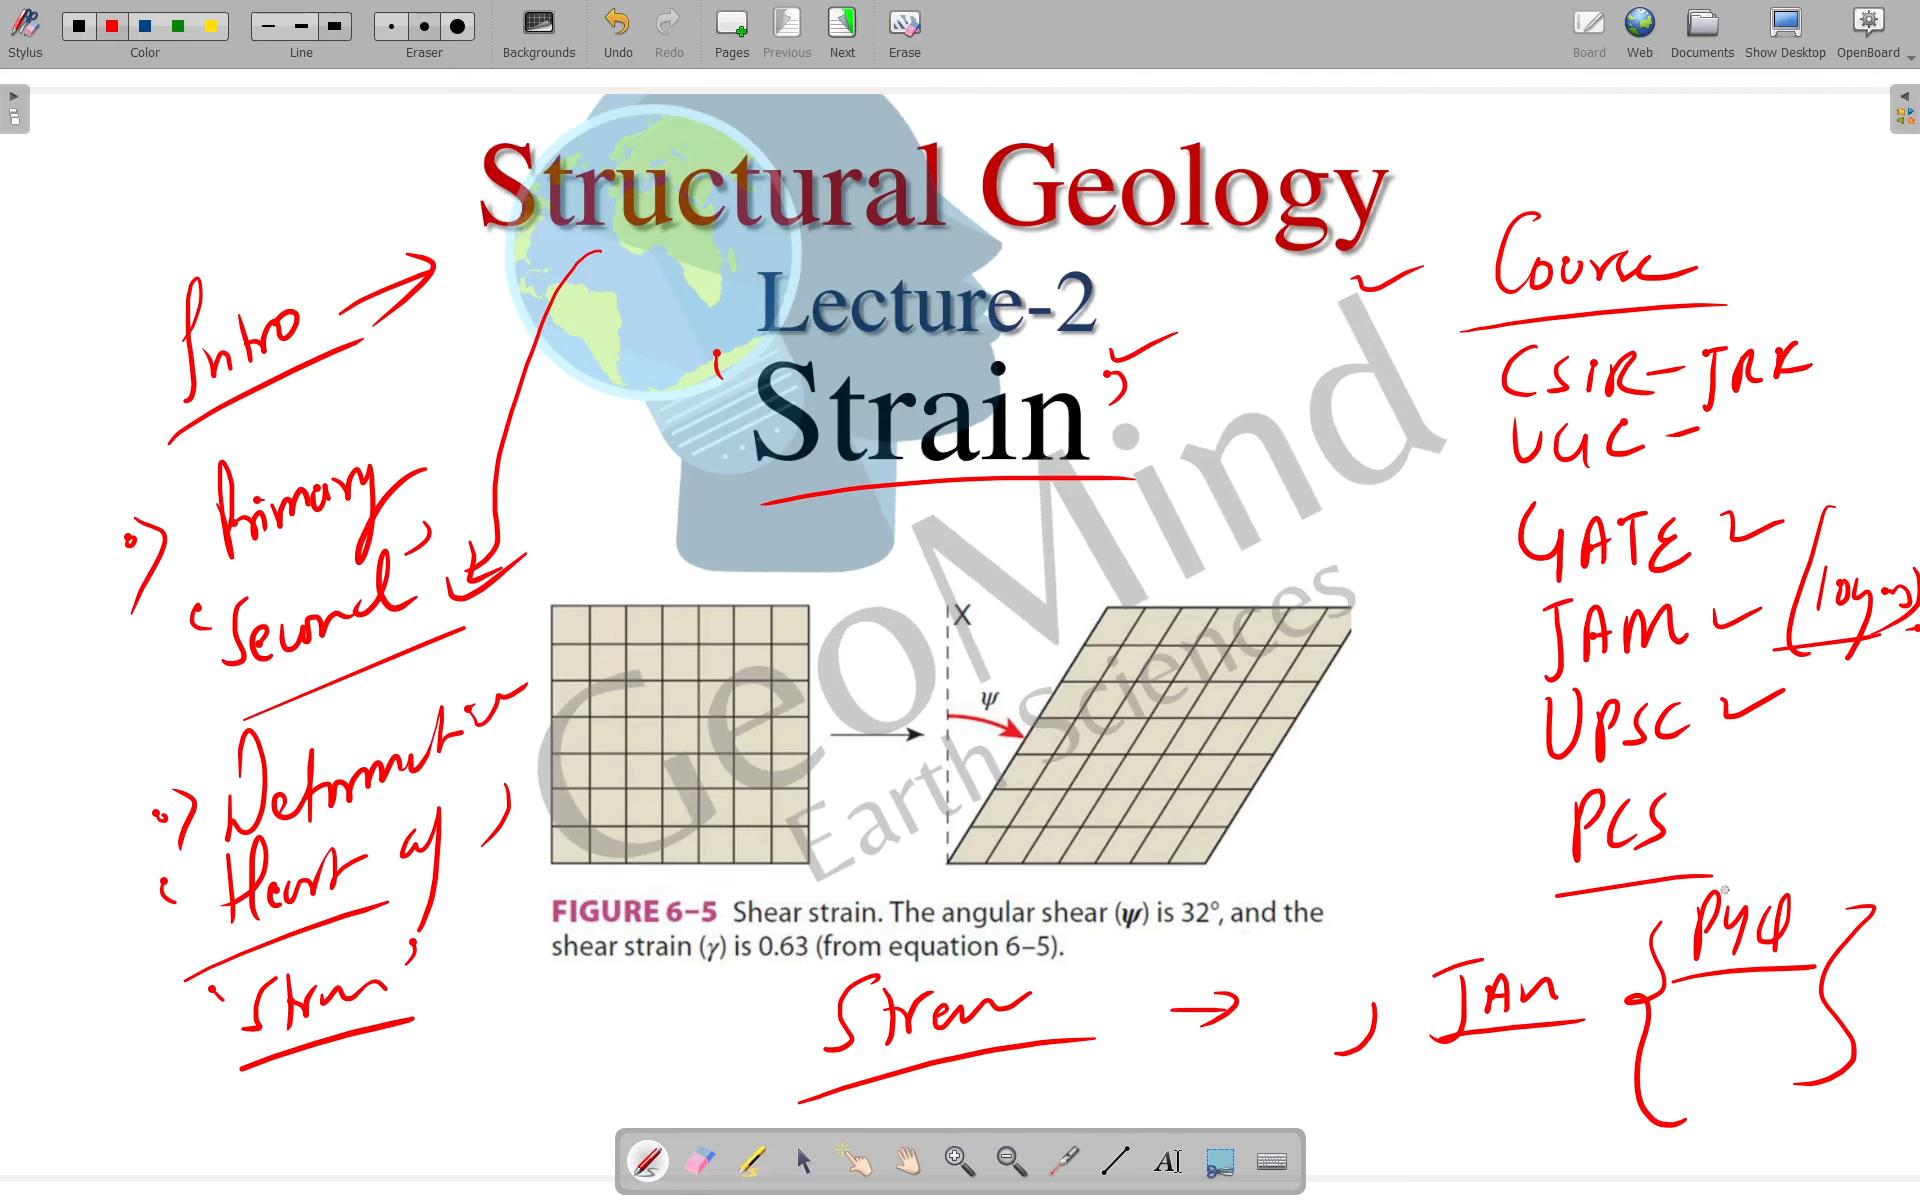 Stylus
Color
Line
Eraser
Backgrounds
Undo
Redo
Pages
Previous
Next
Erase
Board
Web
Documents
Show Desktop
OpenBoard
Structural Geology
Lecture-2
Strain
GeoMind
Earth Sciences
Intro
Primary
Second
Heart of
Course
CSIR-JRF
UGC -
GATE
JAM
UPSC
PCS
PYQ
JAM
X
ψ
FIGURE 6–5 Shear strain. The angular shear (ψ) is 32°, and the
shear strain (γ) is 0.63 (from equation 6–5).